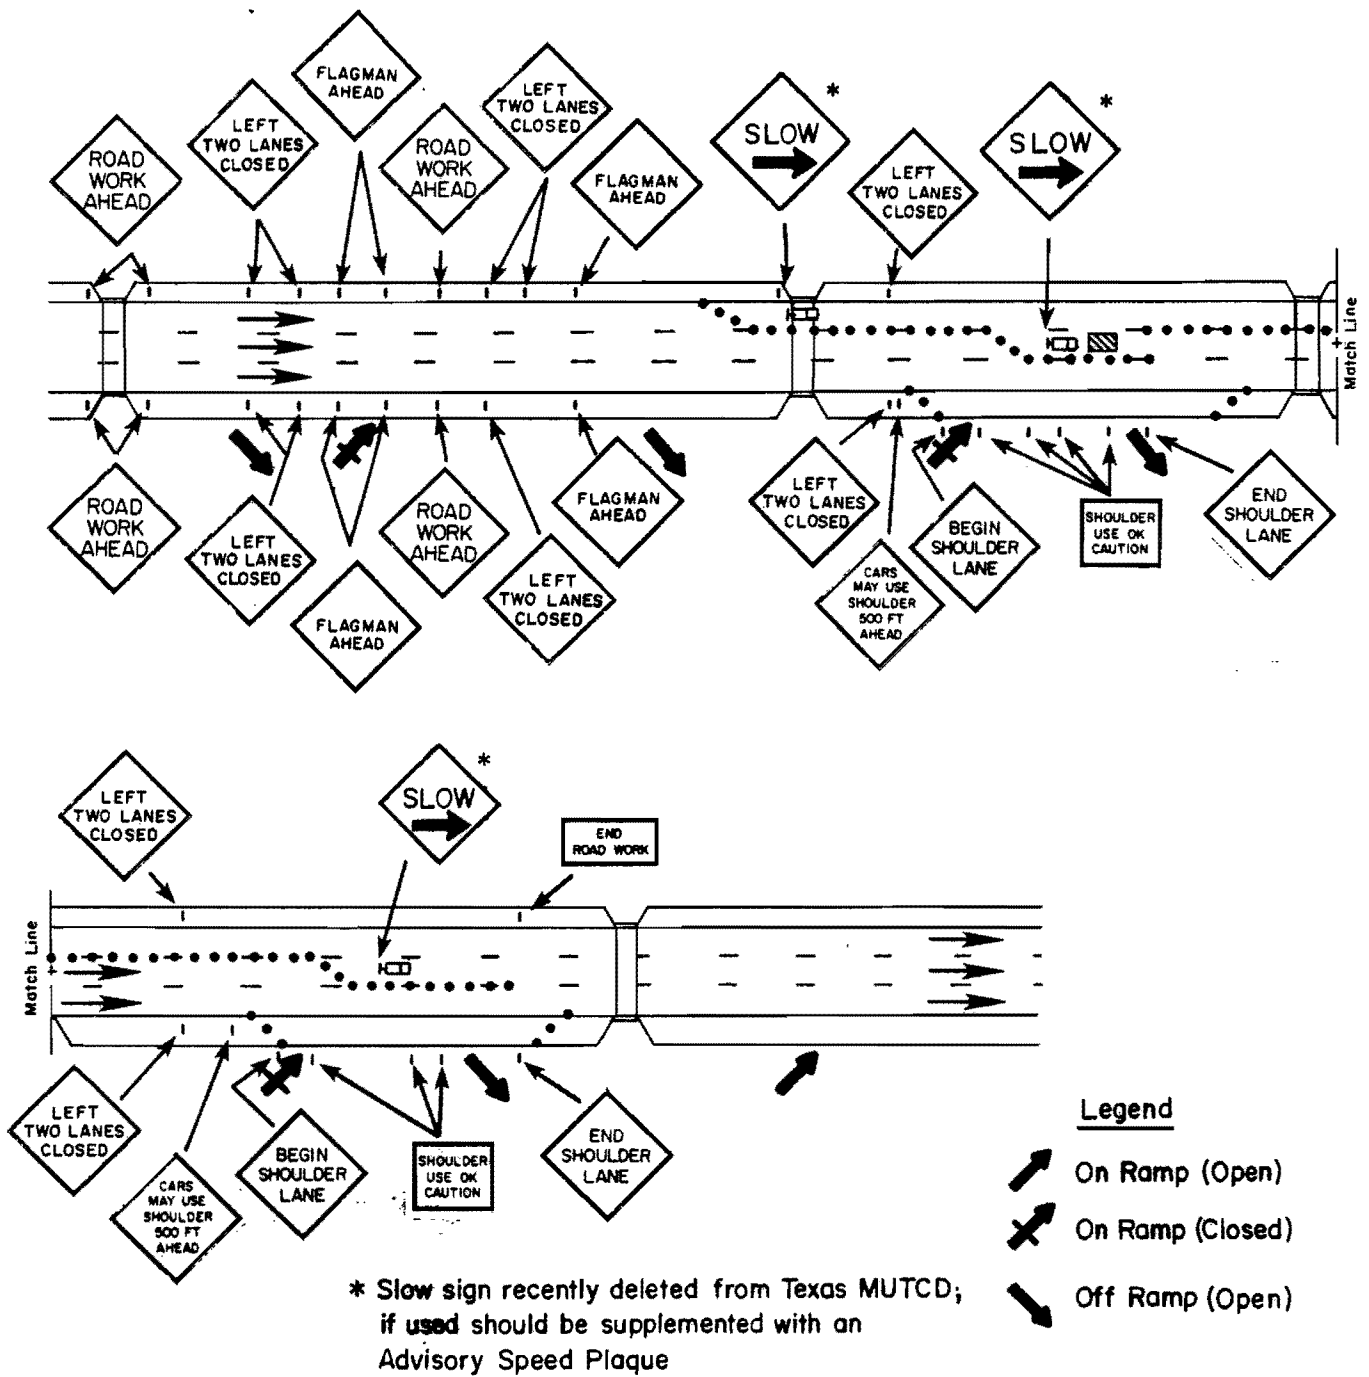 FLAGMAN
AHEAD
LEFT
TWO LANES
CLOSED
LEFT
TWO LANES
CLOSED
ROAD
WORK
AHEAD
ROAD
WORK
AHEAD
FLAGMAN
AHEAD
SLOW
*
LEFT
TWO LANES
CLOSED
SLOW
*
Match Line
ROAD
WORK
AHEAD
LEFT
TWO LANES
CLOSED
FLAGMAN
AHEAD
ROAD
WORK
AHEAD
LEFT
TWO LANES
CLOSED
FLAGMAN
AHEAD
LEFT
TWO LANES
CLOSED
CARS
MAY USE
SHOULDER
500 FT
AHEAD
BEGIN
SHOULDER
LANE
SHOULDER
USE OK
CAUTION
END
SHOULDER
LANE
LEFT
TWO LANES
CLOSED
SLOW
*
END
ROAD WORK
Match Line
LEFT
TWO LANES
CLOSED
CARS
MAY USE
SHOULDER
500 FT
AHEAD
BEGIN
SHOULDER
LANE
SHOULDER
USE OK
CAUTION
END
SHOULDER
LANE
Legend
On Ramp (Open)
On Ramp (Closed)
Off Ramp (Open)
* Slow sign recently deleted from Texas MUTCD;
if used should be supplemented with an
Advisory Speed Plaque